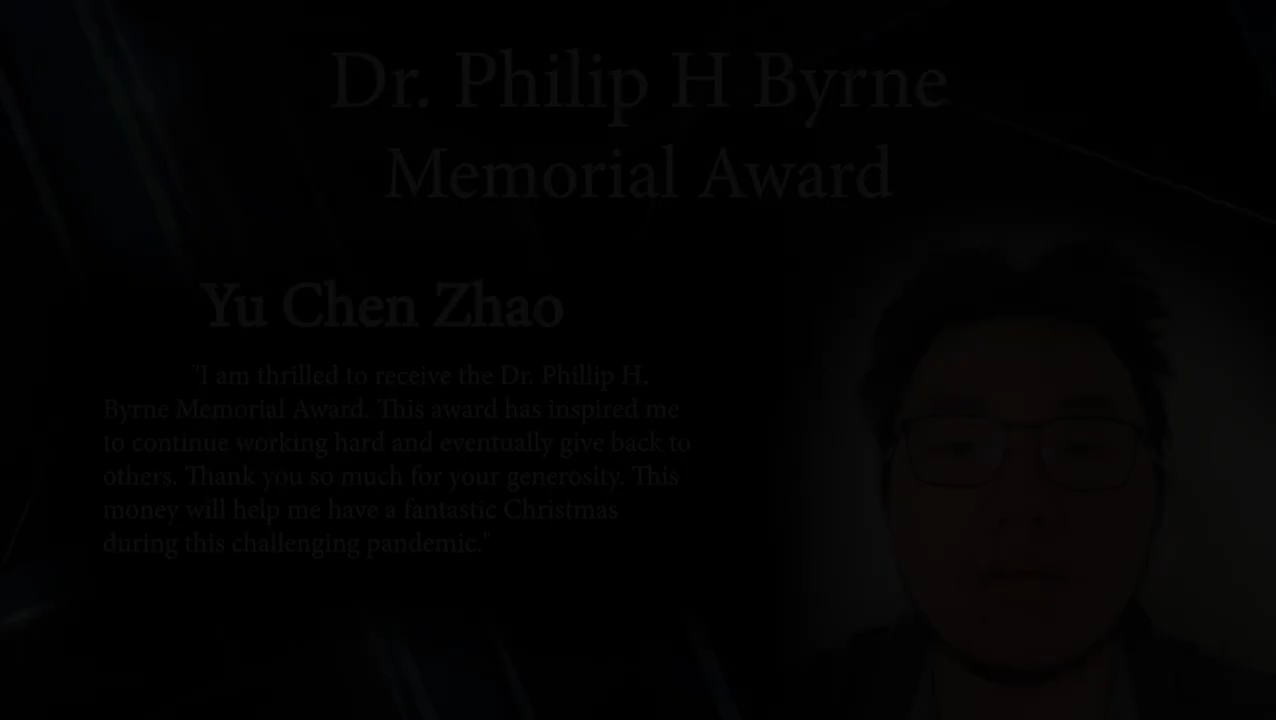 Dr. Philip H Byrne
Memorial Award
Yu Chen Zhao
"I am thrilled to receive the Dr. Phillip H.
Byrne Memorial Award. This award has inspired me
to continue working hard and eventually give back to
others. Thank you so much for your generosity. This
money will help me have a fantastic Christmas
during this challenging pandemic."